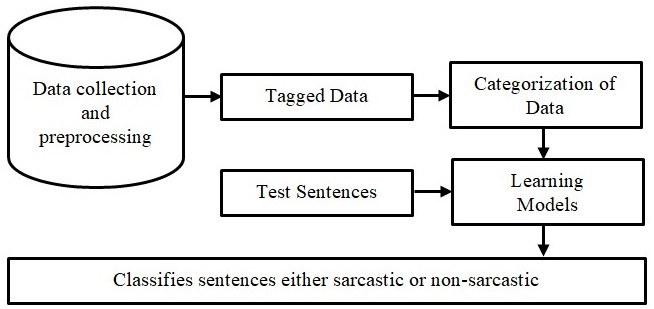 Data collection
and
preprocessing
Tagged Data
Categorization of
Data
Test Sentences
Learning
Models
Classifies sentences either sarcastic or non-sarcastic